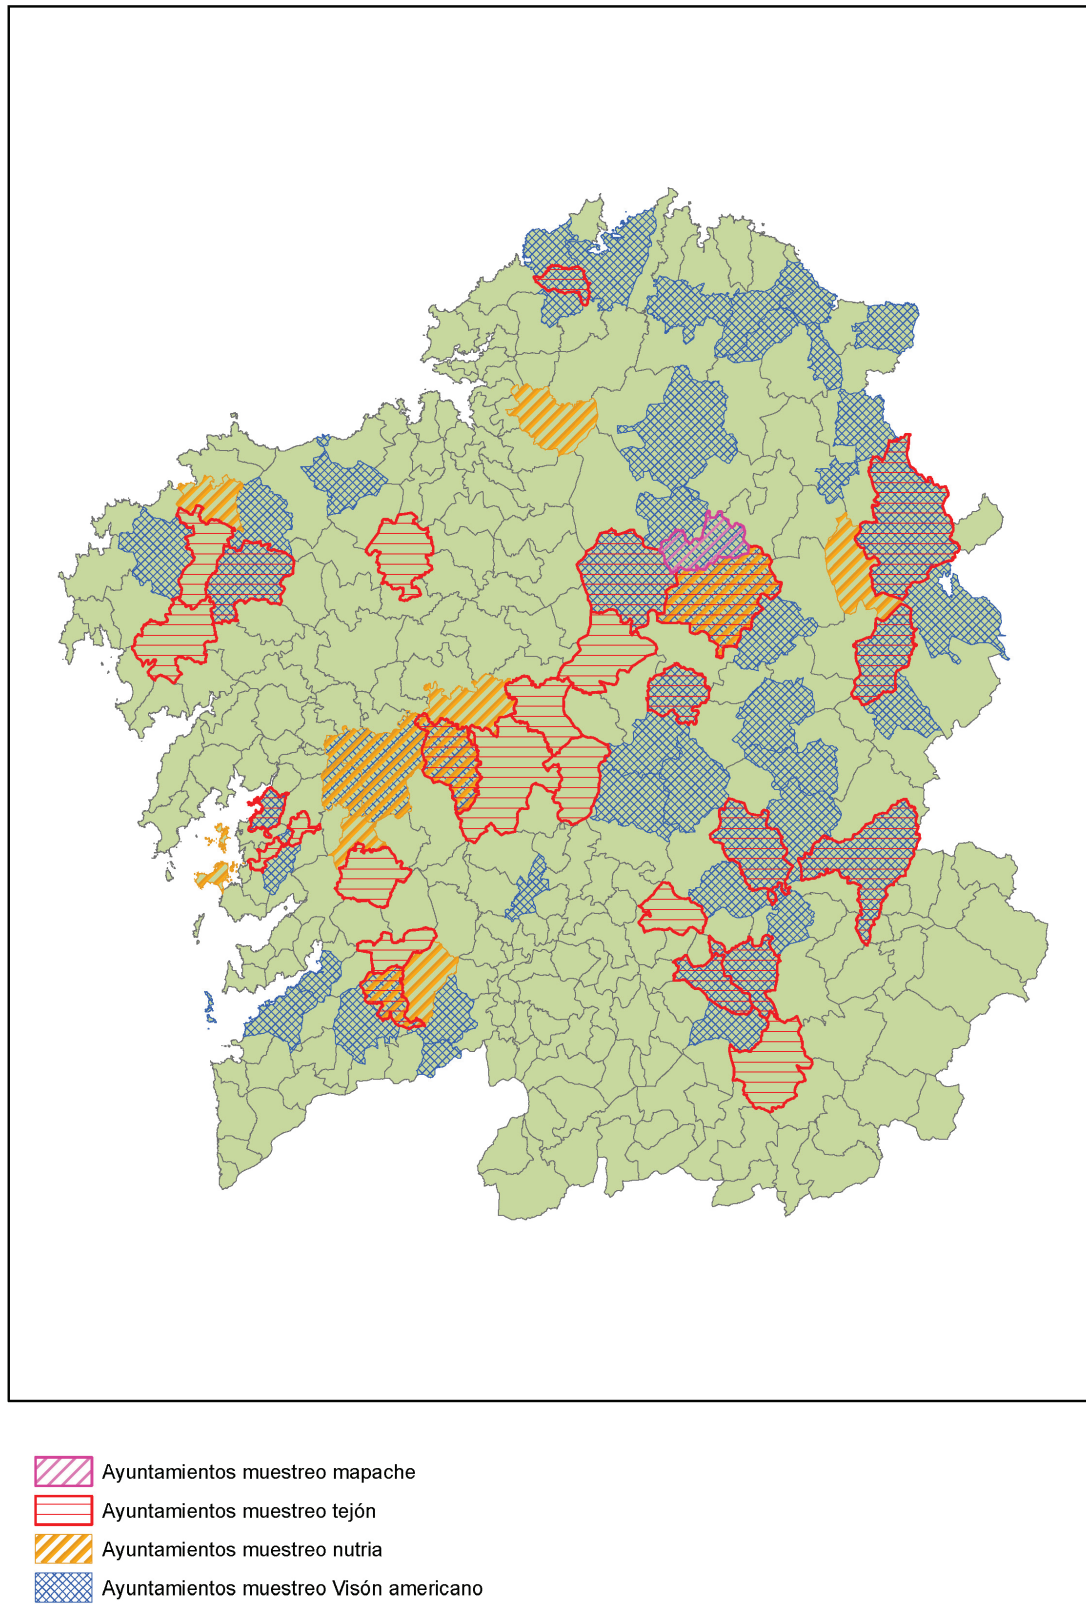 Ayuntamientos muestreo mapache
Ayuntamientos muestreo tejón
Ayuntamientos muestreo nutria
Ayuntamientos muestreo Visón americano